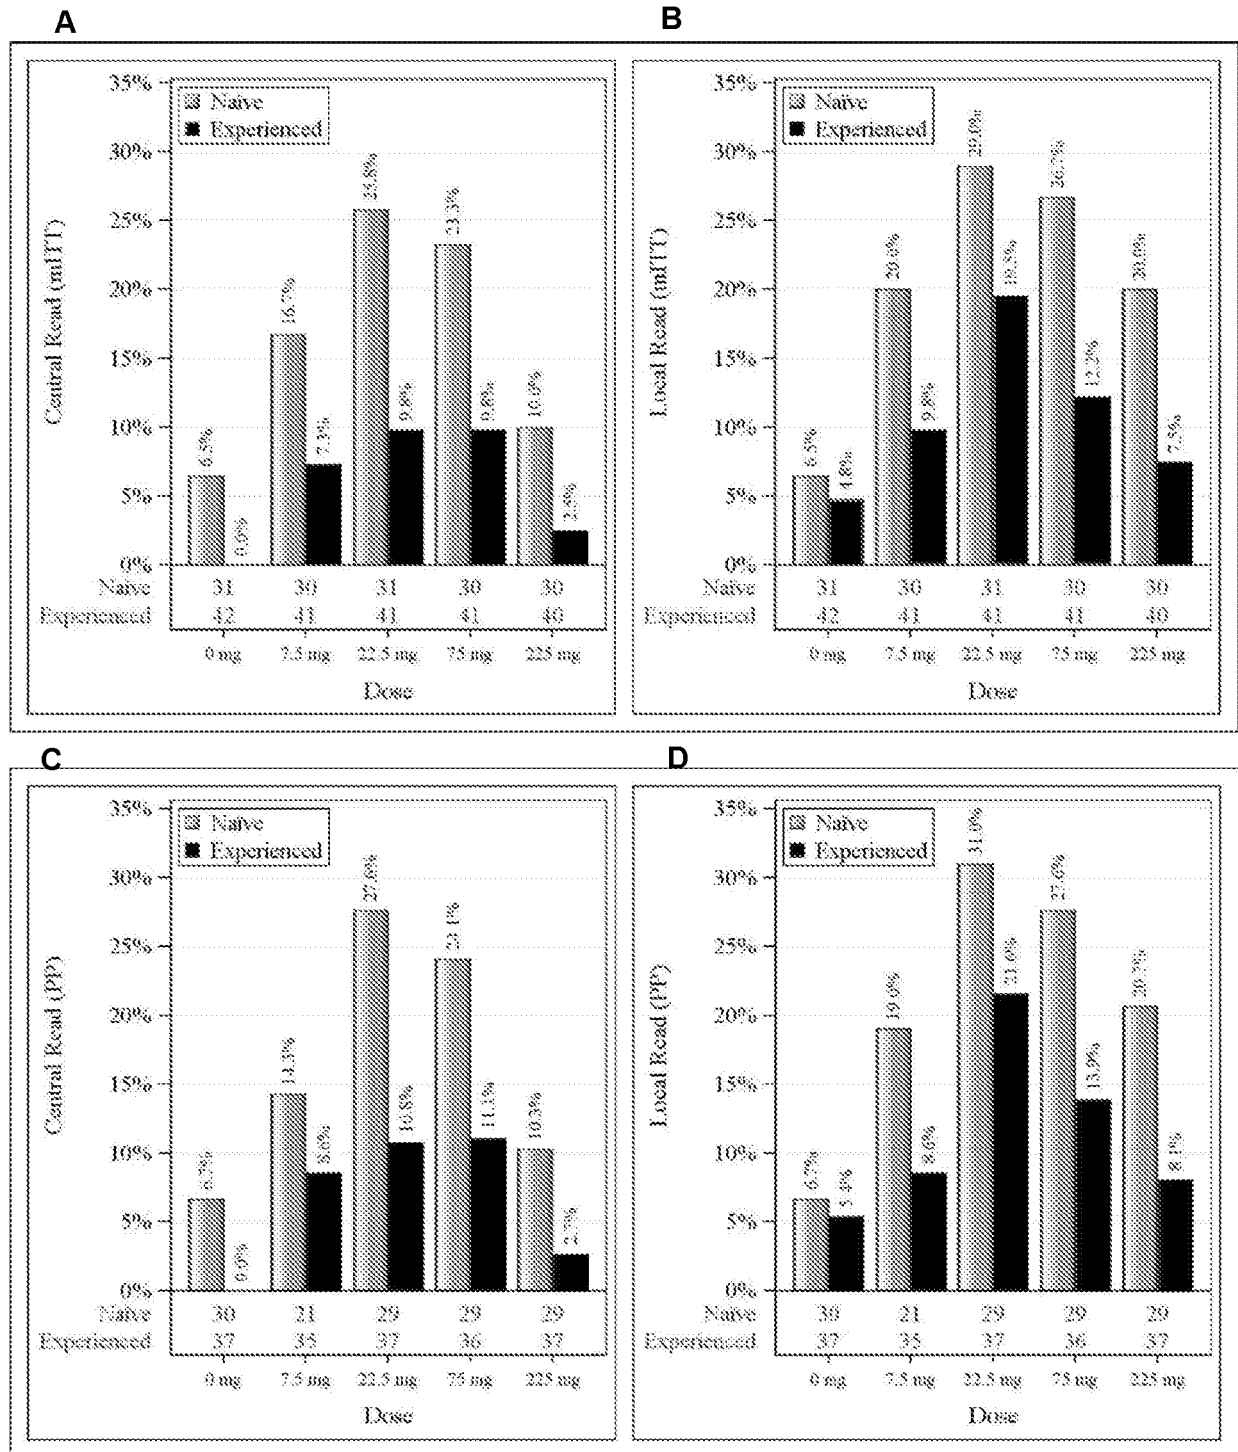 A
Central Read (mITT)
35%
30%
25%
20%
15%
10%
5%
0%
Naïve
Experienced
6.5%
0.0%
16.7%
7.3%
25.8%
9.8%
23.3%
9.8%
10.0%
2.5%
Naïve 31 30 31 30 30
Experienced 42 41 41 41 40
0 mg 7.5 mg 22.5 mg 75 mg 225 mg
Dose
B
Local Read (mITT)
35%
30%
25%
20%
15%
10%
5%
0%
Naïve
Experienced
6.5%
4.8%
20.0%
9.8%
29.0%
19.5%
26.7%
12.2%
20.0%
7.5%
Naïve 31 30 31 30 30
Experienced 42 41 41 41 40
0 mg 7.5 mg 22.5 mg 75 mg 225 mg
Dose
C
Central Read (PP)
35%
30%
25%
20%
15%
10%
5%
0%
Naïve
Experienced
6.7%
0.0%
14.3%
8.6%
27.6%
10.8%
11.1%
10.3%
2.7%
Naïve 30 21 29 29 29
Experienced 37 35 37 36 37
0 mg 7.5 mg 22.5 mg 75 mg 225 mg
Dose
D
Local Read (PP)
35%
30%
25%
20%
15%
10%
5%
0%
Naïve
Experienced
6.7%
5.4%
19.0%
8.6%
31.0%
21.6%
27.6%
13.9%
20.7%
8.1%
Naïve 30 21 29 29 29
Experienced 37 35 37 36 37
0 mg 7.5 mg 22.5 mg 75 mg 225 mg
Dose